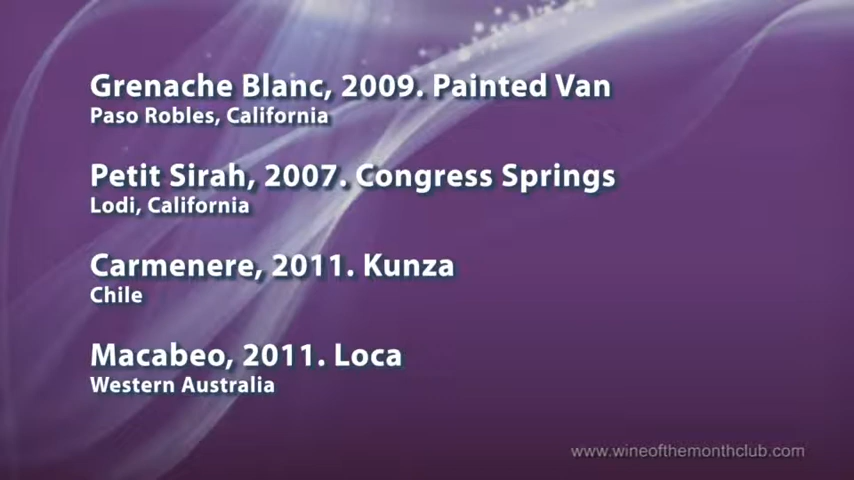 Grenache Blanc, 2009. Painted Van
Paso Robles, California
Petit Sirah, 2007. Congress Springs
Lodi, California
Carmenere, 2011. Kunza
Chile
Macabeo, 2011. Loca
Western Australia
www.wineofthemonthclub.com